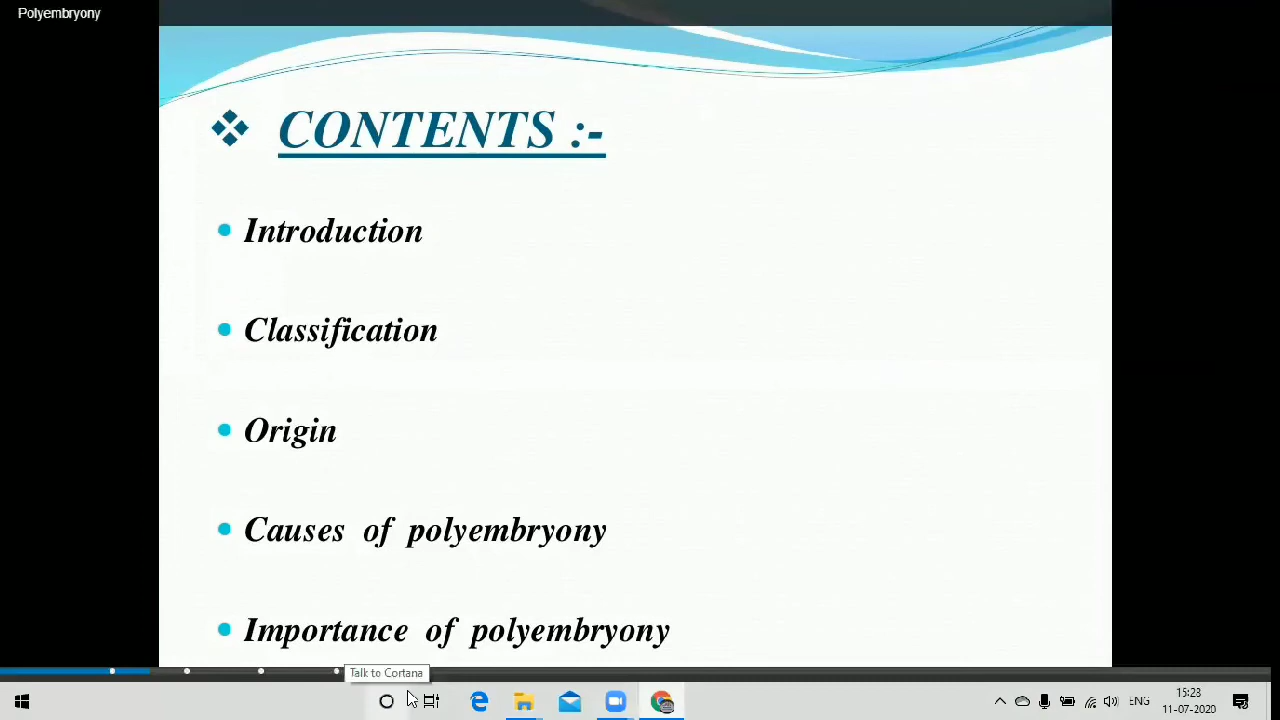 Polyembryony
CONTENTS :-
Introduction
Classification
Origin
Causes of polyembryony
Importance of polyembryony
Talk to Cortana
ENG
15:28
11-07-2020